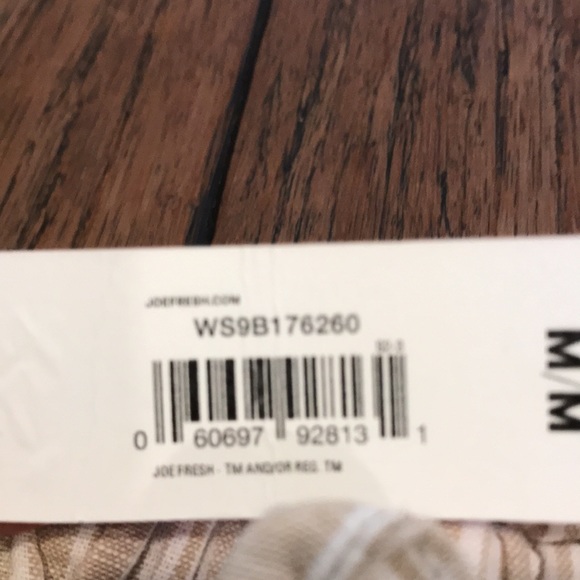 JOEFRESH.COM
WS9B176260
0 60697 92813 1
JOE FRESH - TM AND/OR REG. TM
M/M